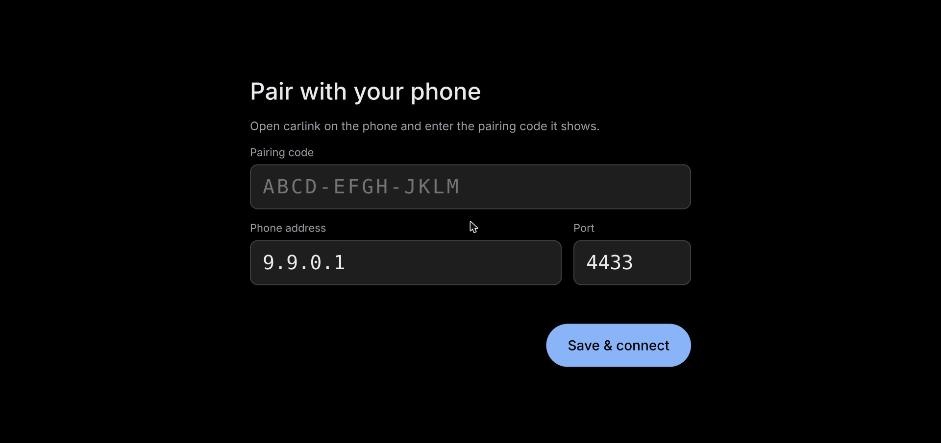 Pair with your phone
Open carlink on the phone and enter the pairing code it shows.
Pairing code
ABCD-EFGH-JKLM
Phone address
Port
9.9.0.1
4433
Save & connect